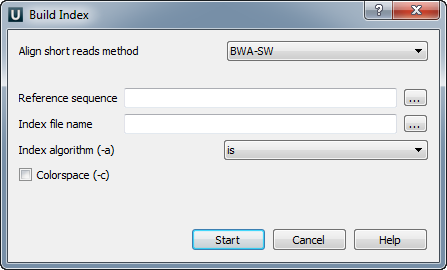 U Build Index ? X
Align short reads method BWA-SW
Reference sequence ...
Index file name ...
Index algorithm (-a) is
Colorspace (-c)
Start Cancel Help